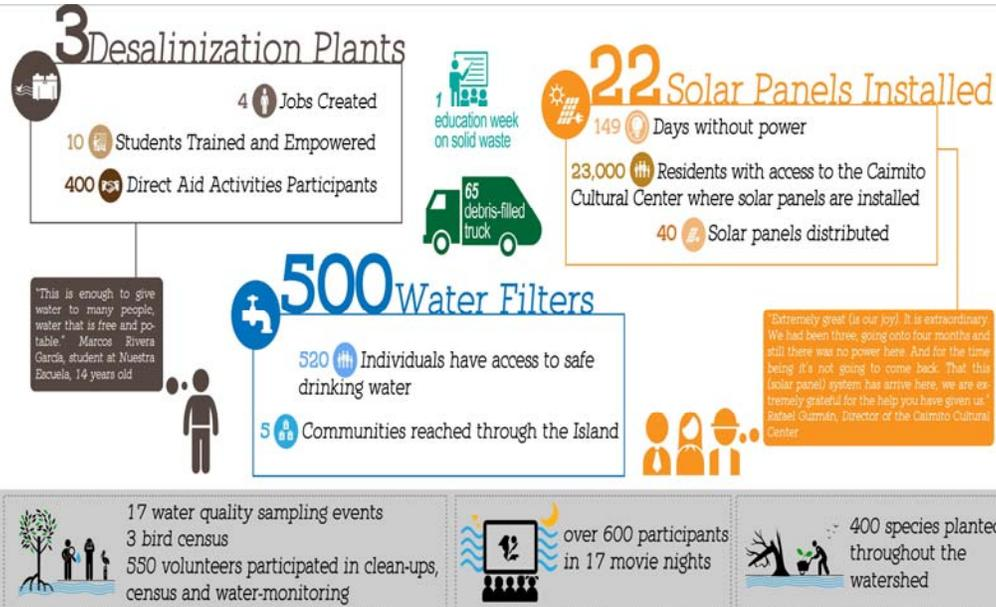 3 Desalinization Plants
4 Jobs Created
10 Students Trained and Empowered
400 Direct Aid Activities Participants
"This is enough to give
water to many people,
water that is free and po-
table." Marcos Rivera
García, student at Nuestra
Escuela, 14 years old
1
education week
on solid waste
65
debris-filled
truck
22 Solar Panels Installed
149 Days without power
23,000 Residents with access to the Caimito
Cultural Center where solar panels are installed
40 Solar panels distributed
"Extremely great (is our joy). It is extraordinary.
We had been three, going onto four months and
still there was no power here. And for the time
being it's not going to come back. That this
(solar panel) system has arrive here, we are ex-
tremely grateful for the help you have given us."
Rafael Guzmán, Director of the Caimito Cultural
Center
500 Water Filters
520 Individuals have access to safe
drinking water
5 Communities reached through the Island
17 water quality sampling events
3 bird census
550 volunteers participated in clean-ups,
census and water-monitoring
over 600 participants
in 17 movie nights
400 species planted
throughout the
watershed